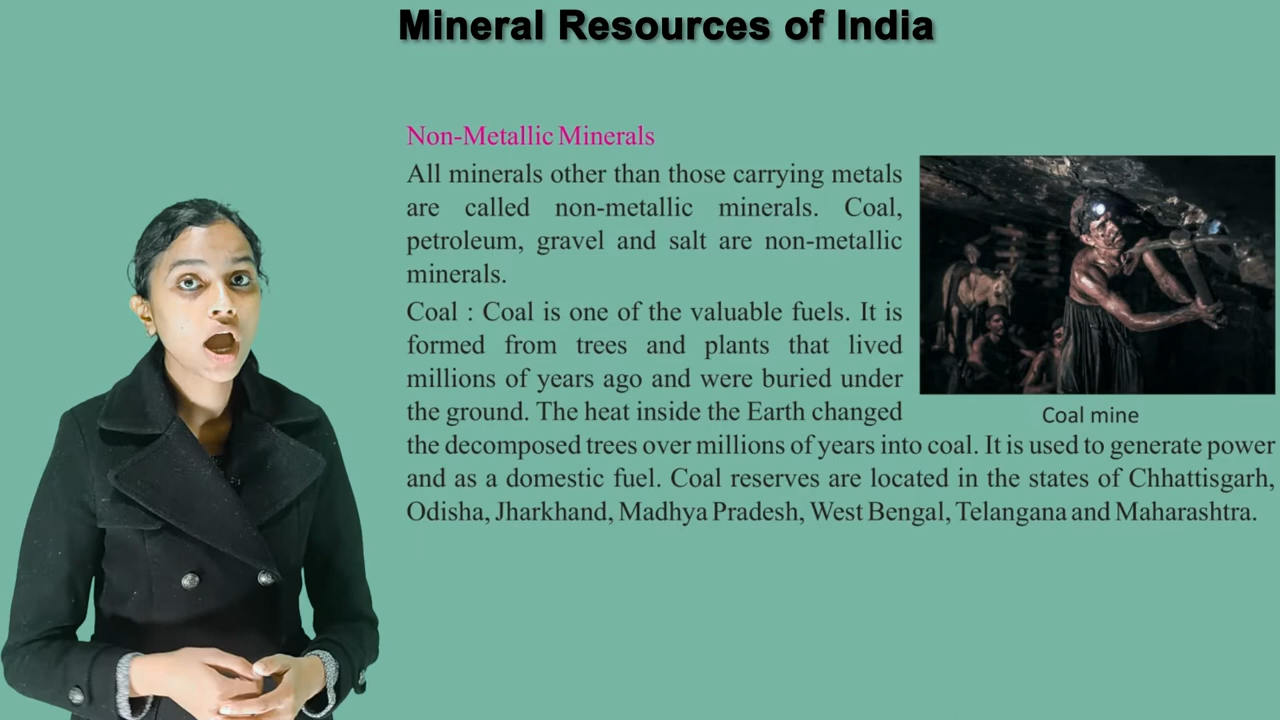 Mineral Resources of India
Non-Metallic Minerals
All minerals other than those carrying metals
are called non-metallic minerals. Coal,
petroleum, gravel and salt are non-metallic
minerals.
Coal : Coal is one of the valuable fuels. It is
formed from trees and plants that lived
millions of years ago and were buried under
the ground. The heat inside the Earth changed
Coal mine
the decomposed trees over millions of years into coal. It is used to generate power
and as a domestic fuel. Coal reserves are located in the states of Chhattisgarh,
Odisha, Jharkhand, Madhya Pradesh, West Bengal, Telangana and Maharashtra.